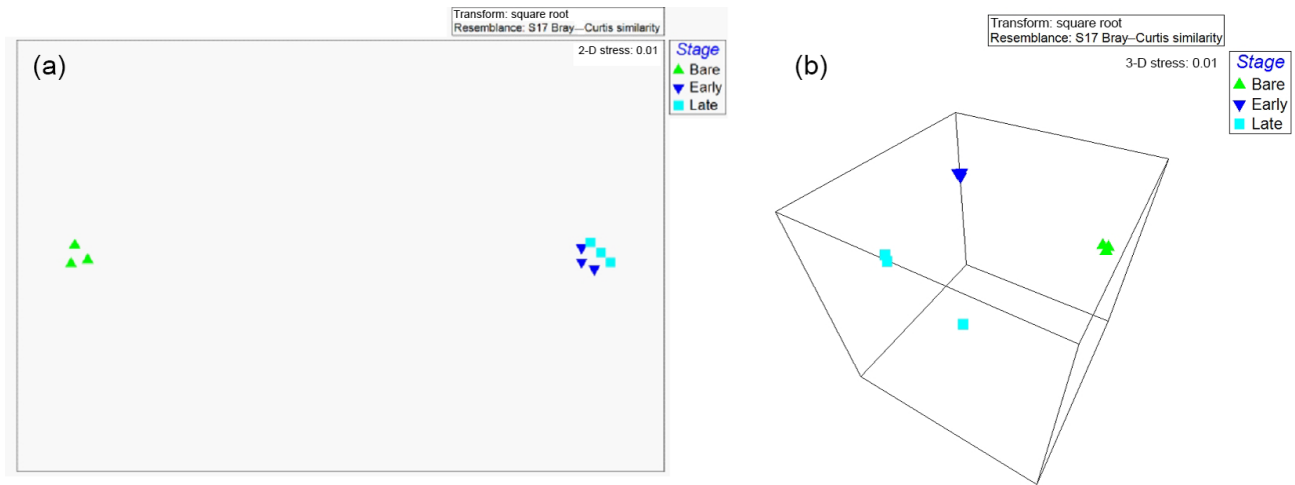 Transform: square root
Resemblance: S17 Bray—Curtis similarity
(a)
2-D stress: 0.01
Stage
Bare
Early
Late
Transform: square root
Resemblance: S17 Bray–Curtis similarity
(b)
3-D stress: 0.01
Stage
Bare
Early
Late